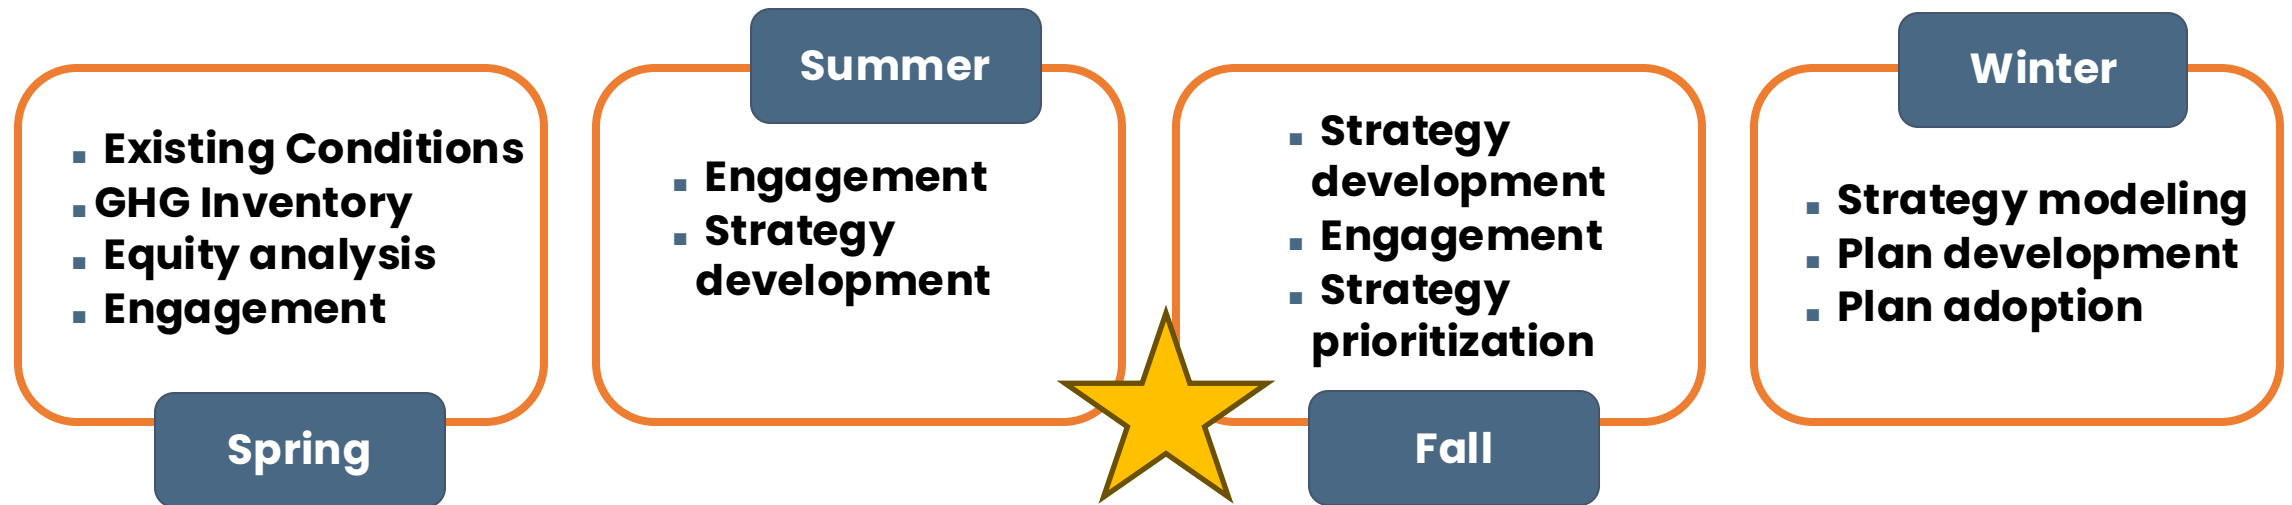 ▪ Existing Conditions
▪ GHG Inventory
▪ Equity analysis
▪ Engagement
Spring
Summer
▪ Engagement
▪ Strategy
development
▪ Strategy
development
▪ Engagement
▪ Strategy
prioritization
Fall
Winter
▪ Strategy modeling
▪ Plan development
▪ Plan adoption